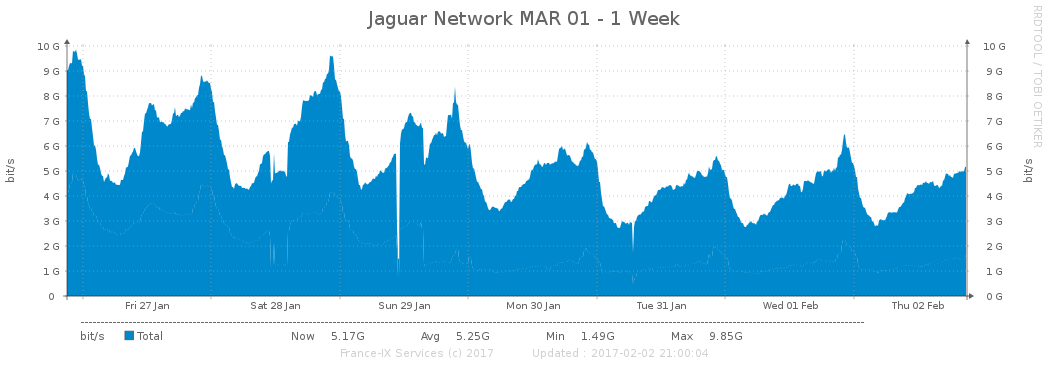 Jaguar Network MAR 01 - 1 Week
RRDTOOL / TOBI OETIKER
bit/s
10 G 10 G
9 G 9 G
8 G 8 G
7 G 7 G
6 G 6 G
5 G 5 G
4 G 4 G
3 G 3 G
2 G 2 G
1 G 1 G
0 0 G
bit/s
Fri 27 Jan Sat 28 Jan Sun 29 Jan Mon 30 Jan Tue 31 Jan Wed 01 Feb Thu 02 Feb
bit/s Total Now 5.17G Avg 5.25G Min 1.49G Max 9.85G
France-IX Services (c) 2017 Updated : 2017-02-02 21:00:04